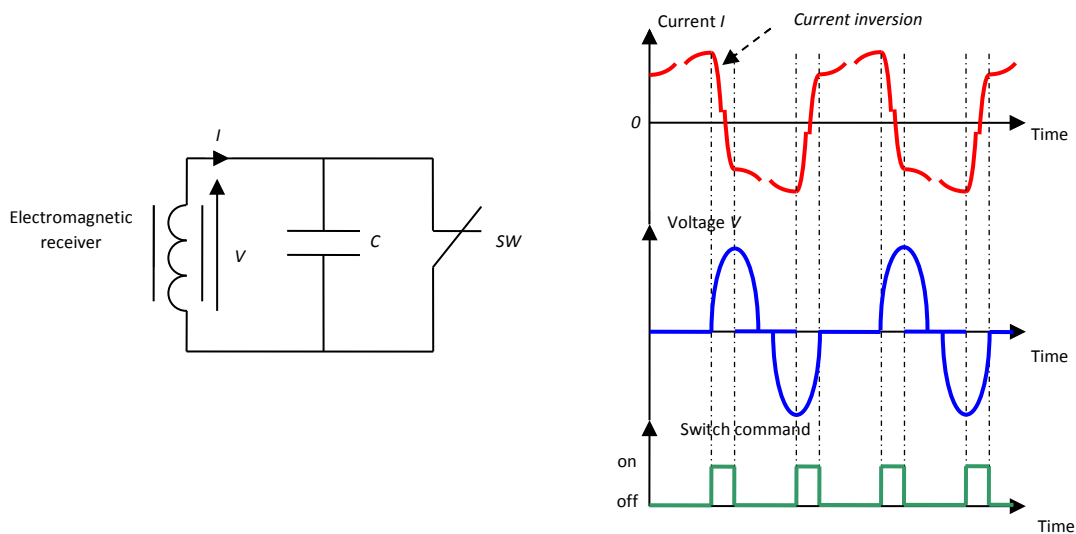 I
Electromagnetic
receiver
V
C
SW
Current I
Current inversion
0
Time
Voltage V
Time
Switch command
on
off
Time